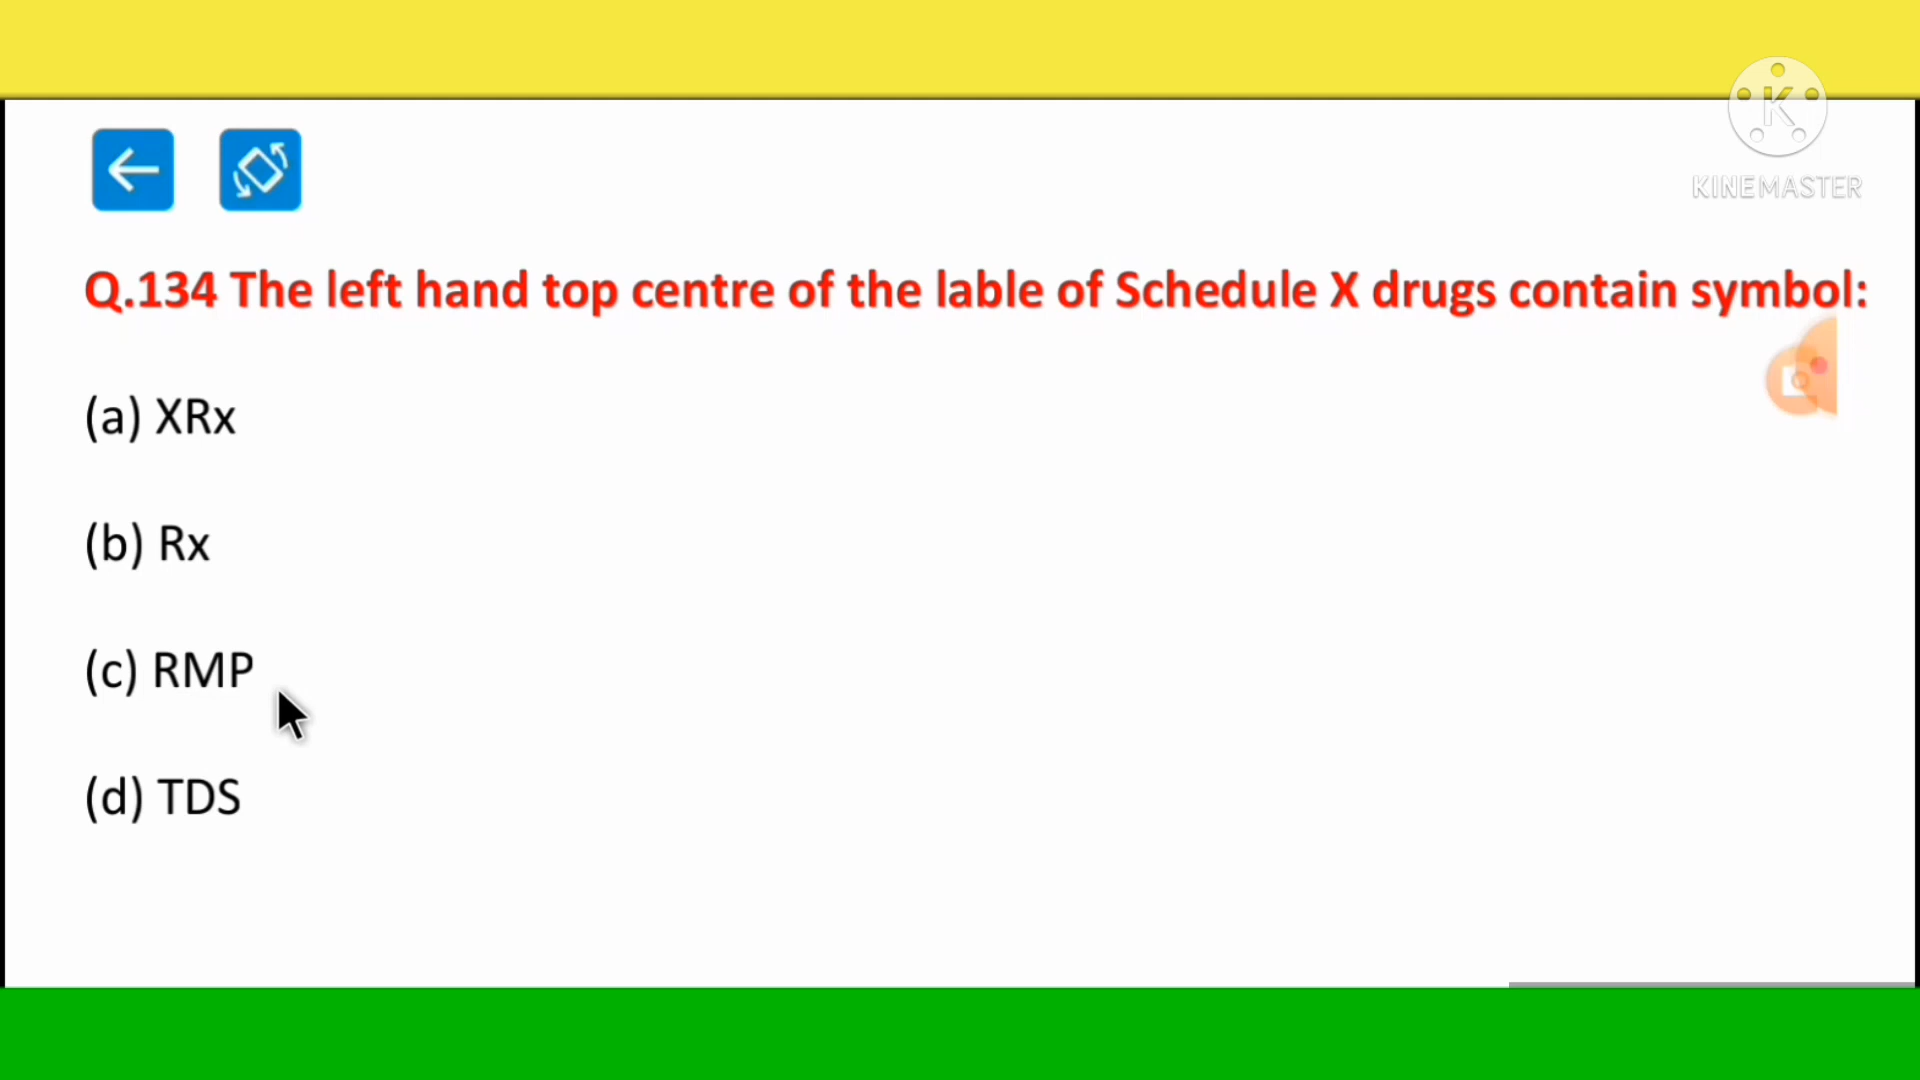 K
KINEMASTER
Q.134 The left hand top centre of the lable of Schedule X drugs contain symbol:
(a) XRx
(b) Rx
(c) RMP
(d) TDS